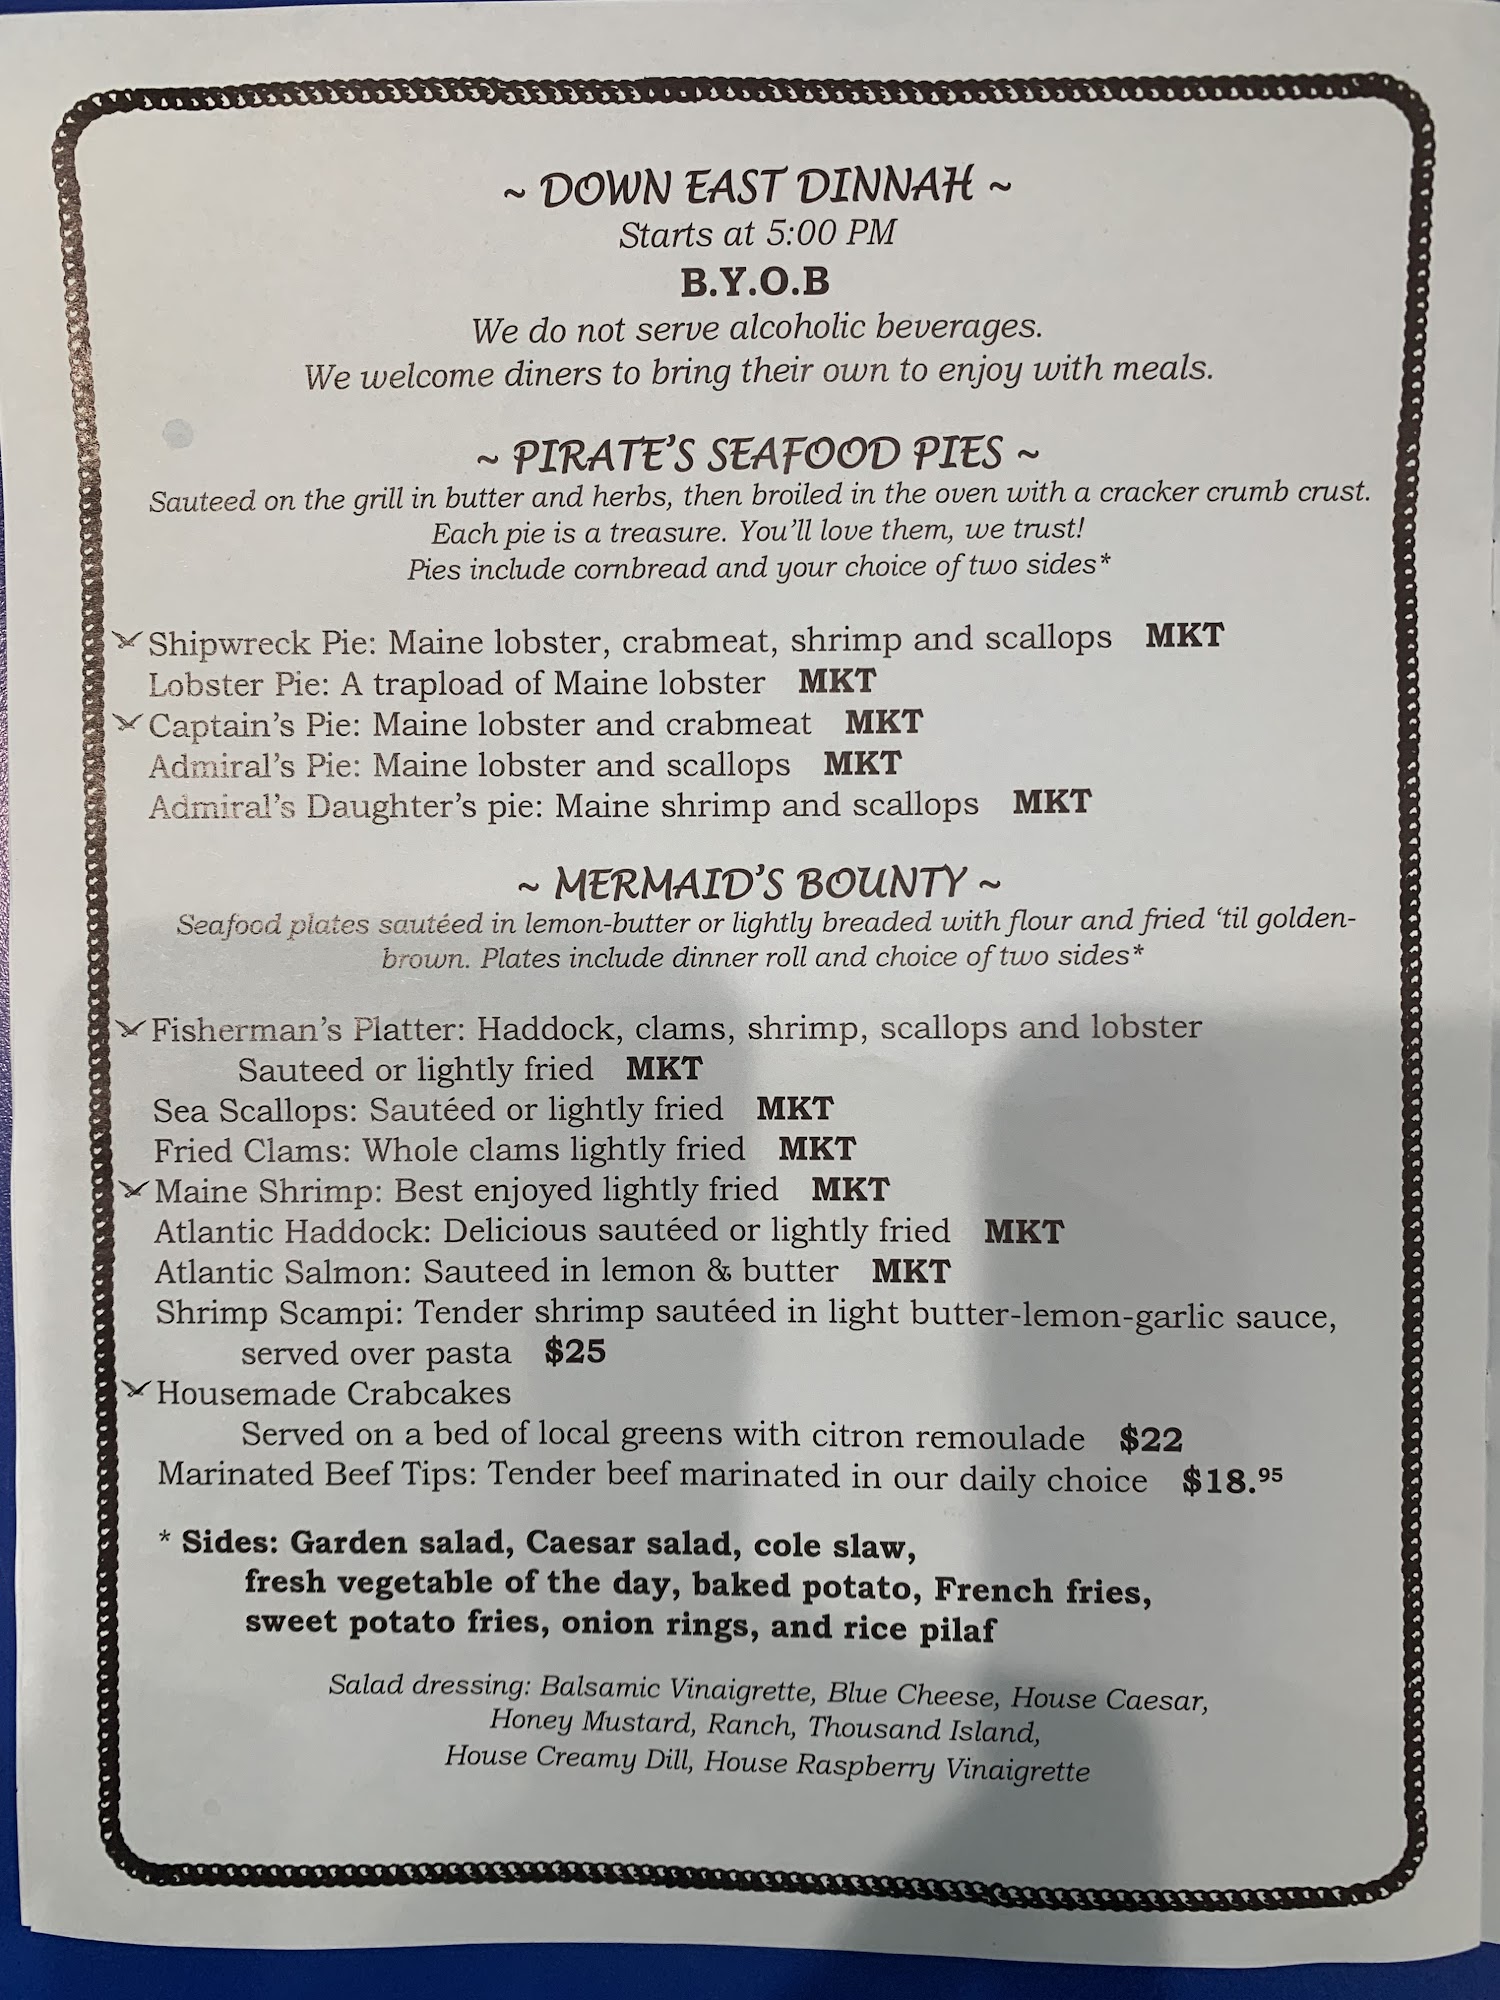 ~ DOWN EAST DINNAH ~
Starts at 5:00 PM
B.Y.O.B
We do not serve alcoholic beverages.
We welcome diners to bring their own to enjoy with meals.
~ PIRATE'S SEAFOOD PIES ~
Sauteed on the grill in butter and herbs, then broiled in the oven with a cracker crumb crust.
Each pie is a treasure. You'll love them, we trust!
Pies include cornbread and your choice of two sides*
Shipwreck Pie: Maine lobster, crabmeat, shrimp and scallops MKT
Lobster Pie: A trapload of Maine lobster MKT
Captain's Pie: Maine lobster and crabmeat MKT
Admiral's Pie: Maine lobster and scallops MKT
Admiral's Daughter's pie: Maine shrimp and scallops MKT
~ MERMAID'S BOUNTY ~
Seafood plates sautéed in lemon-butter or lightly breaded with flour and fried 'til golden-
brown. Plates include dinner roll and choice of two sides*
Fisherman's Platter: Haddock, clams, shrimp, scallops and lobster
Sauteed or lightly fried MKT
Sea Scallops: Sautéed or lightly fried MKT
Fried Clams: Whole clams lightly fried MKT
Maine Shrimp: Best enjoyed lightly fried MKT
Atlantic Haddock: Delicious sautéed or lightly fried MKT
Atlantic Salmon: Sauteed in lemon & butter MKT
Shrimp Scampi: Tender shrimp sautéed in light butter-lemon-garlic sauce,
served over pasta $25
Housemade Crabcakes
Served on a bed of local greens with citron remoulade $22
Marinated Beef Tips: Tender beef marinated in our daily choice $18.95
* Sides: Garden salad, Caesar salad, cole slaw,
fresh vegetable of the day, baked potato, French fries,
sweet potato fries, onion rings, and rice pilaf
Salad dressing: Balsamic Vinaigrette, Blue Cheese, House Caesar,
Honey Mustard, Ranch, Thousand Island,
House Creamy Dill, House Raspberry Vinaigrette